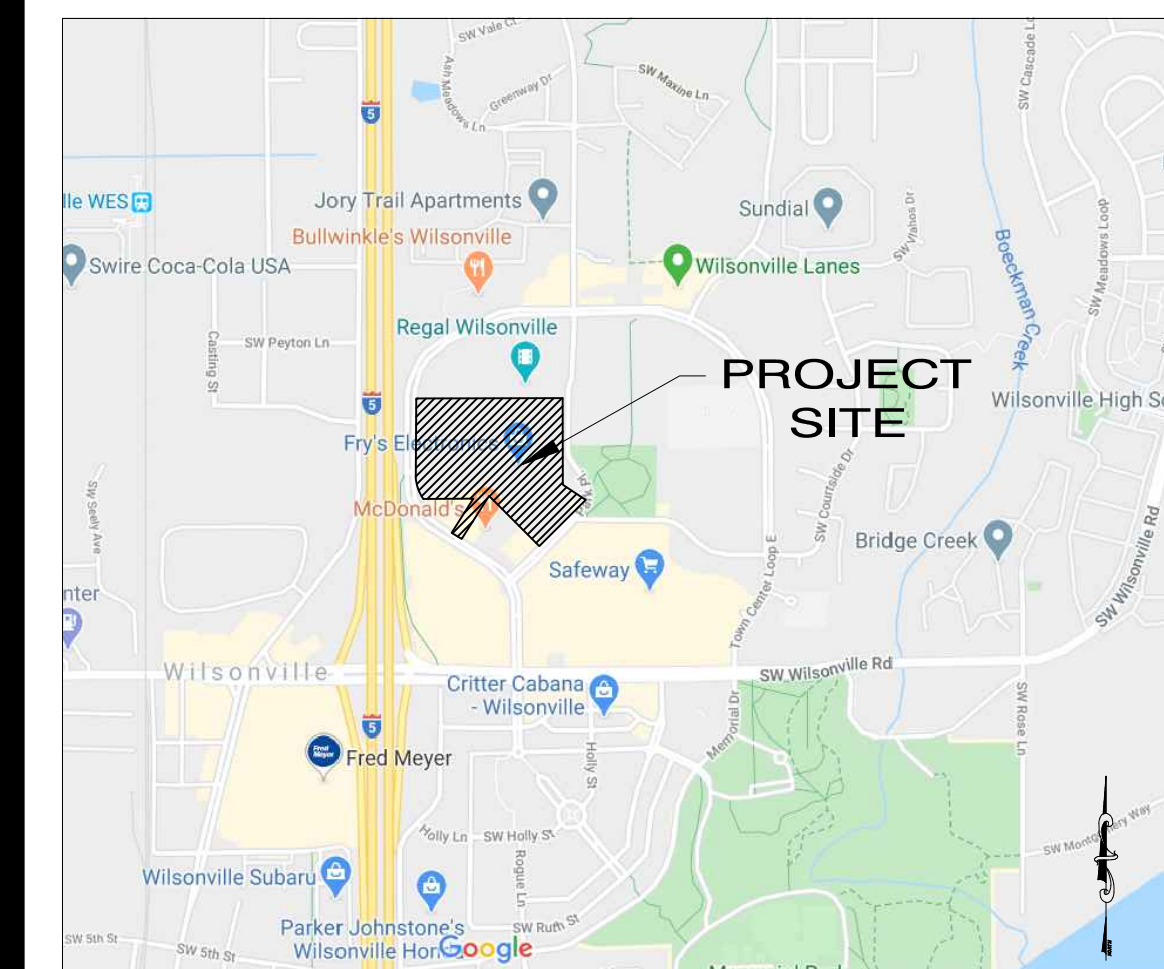 SW Vale Ct
SW Cascade Lo
Ash Meadows Ln
Greenway Dr
SW Maxine Ln
5
lle WES
Jory Trail Apartments
Sundial
SW Vlahos Dr
SW Meadows Loop
Bullwinkle's Wilsonville
Boeckman Creek
Swire Coca-Cola USA
Wilsonville Lanes
Casting St
SW Peyton Ln
Regal Wilsonville
PROJECT
SITE
5
Wilsonville High Sc
Fry's Electronics
McDonald's
SW Seely Ave
SW Courtside Dr
Bridge Creek
SW Wilsonville Rd
Safeway
Town Center Loop E
nter
Wilsonville
SW Wilsonville Rd
Critter Cabana
- Wilsonville
Memorial Dr
SW Rose Ln
5
Fred Meyer
Fred Meyer
Holly St
Holly Ln
SW Holly St
SW Montgomery Way
Rogue Ln
Wilsonville Subaru
Parker Johnstone's
Wilsonville Hon
Google
SW Ruth St
SW 5th St
SW 5th St